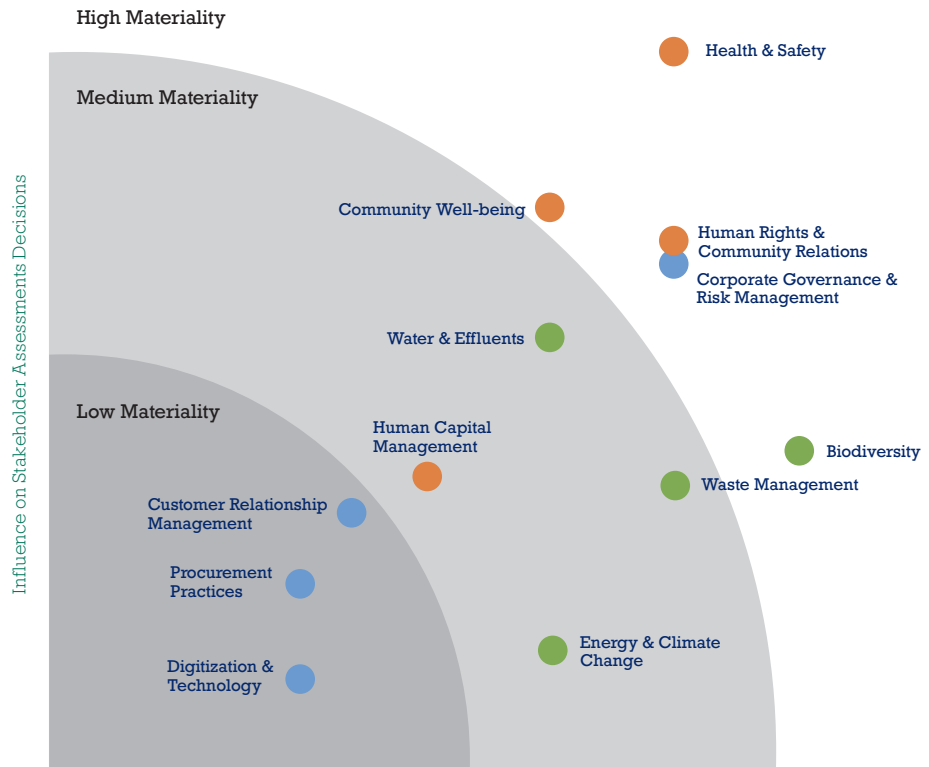 High Materiality
Health & Safety
Medium Materiality
Influence on Stakeholder Assessments Decisions
Community Well-being
Human Rights &
Community Relations
Corporate Governance &
Risk Management
Water & Effluents
Low Materiality
Human Capital
Management
Biodiversity
Waste Management
Customer Relationship
Management
Procurement
Practices
Energy & Climate
Change
Digitization &
Technology